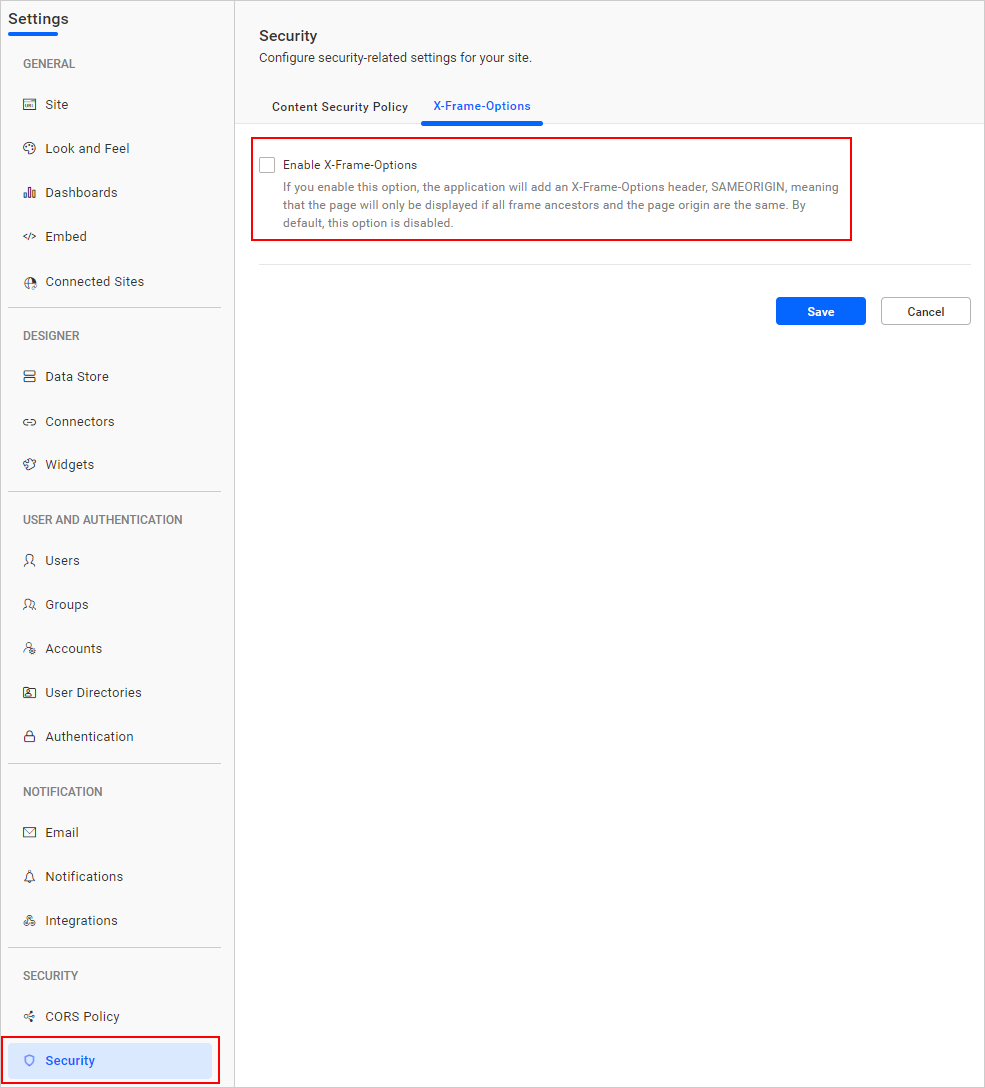 Settings
GENERAL
Site
Look and Feel
Dashboards
Embed
Connected Sites
DESIGNER
Data Store
Connectors
Widgets
USER AND AUTHENTICATION
Users
Groups
Accounts
User Directories
Authentication
NOTIFICATION
Email
Notifications
Integrations
SECURITY
CORS Policy
Security
Security
Configure security-related settings for your site.
Content Security Policy
X-Frame-Options
Enable X-Frame-Options
If you enable this option, the application will add an X-Frame-Options header, SAMEORIGIN, meaning
that the page will only be displayed if all frame ancestors and the page origin are the same. By
default, this option is disabled.
Save
Cancel